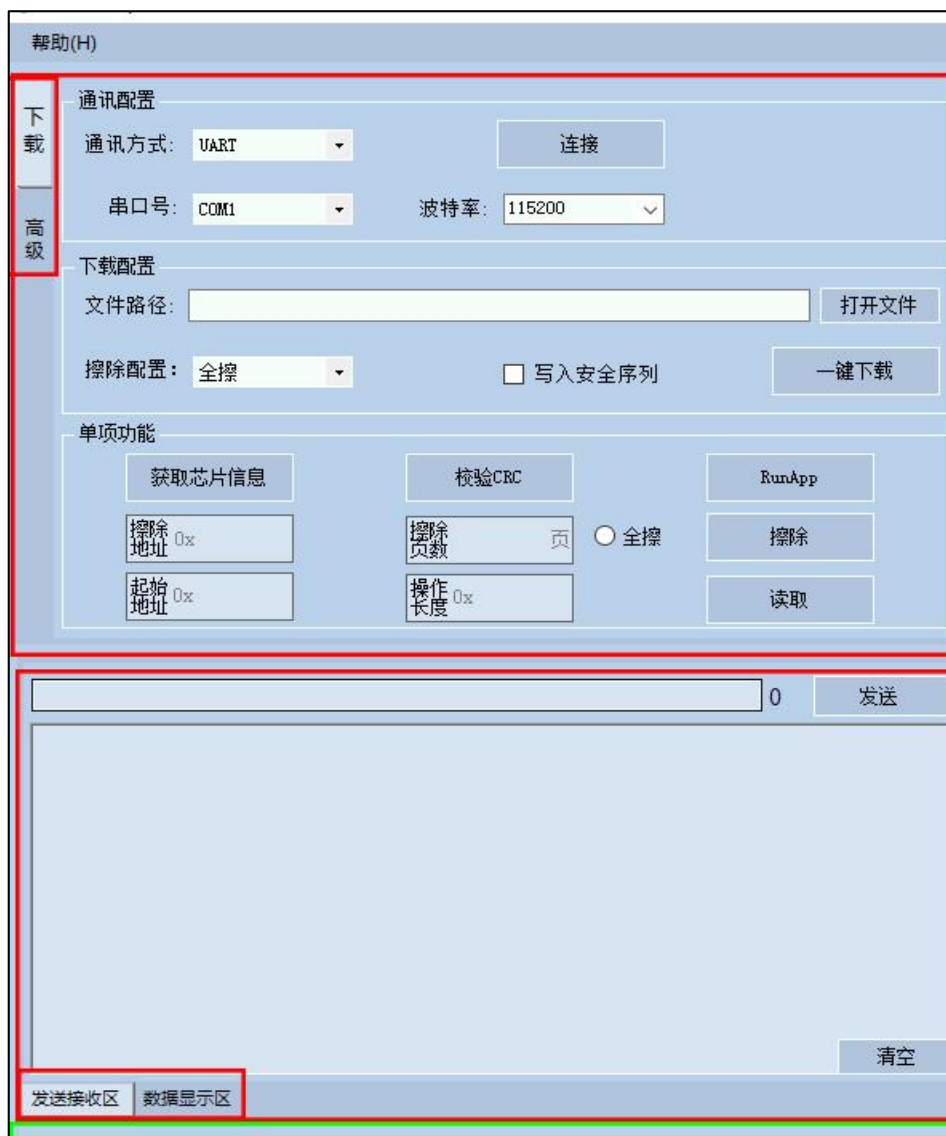 帮助(H)
下载
通讯配置
通讯方式: UART 连接
串口号: COM1 波特率: 115200
高级
下载配置
文件路径: 打开文件
擦除配置: 全擦 写入安全序列 一键下载
单项功能
获取芯片信息 校验CRC RunApp
擦除地址 0x 擦除页数 页 全擦 擦除
起始地址 0x 操作长度 0x 读取
0 发送
清空
发送接收区 数据显示区